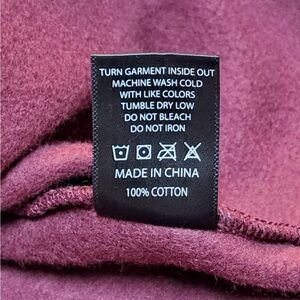 TURN GARMENT INSIDE OUT
MACHINE WASH COLD
WITH LIKE COLORS
TUMBLE DRY LOW
DO NOT BLEACH
DO NOT IRON
MADE IN CHINA
100% COTTON